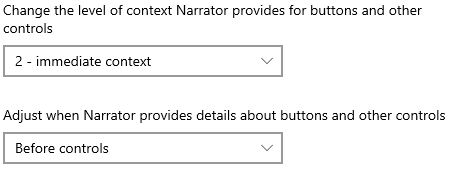 Change the level of context Narrator provides for buttons and other
controls
2 - immediate context
Adjust when Narrator provides details about buttons and other controls
Before controls